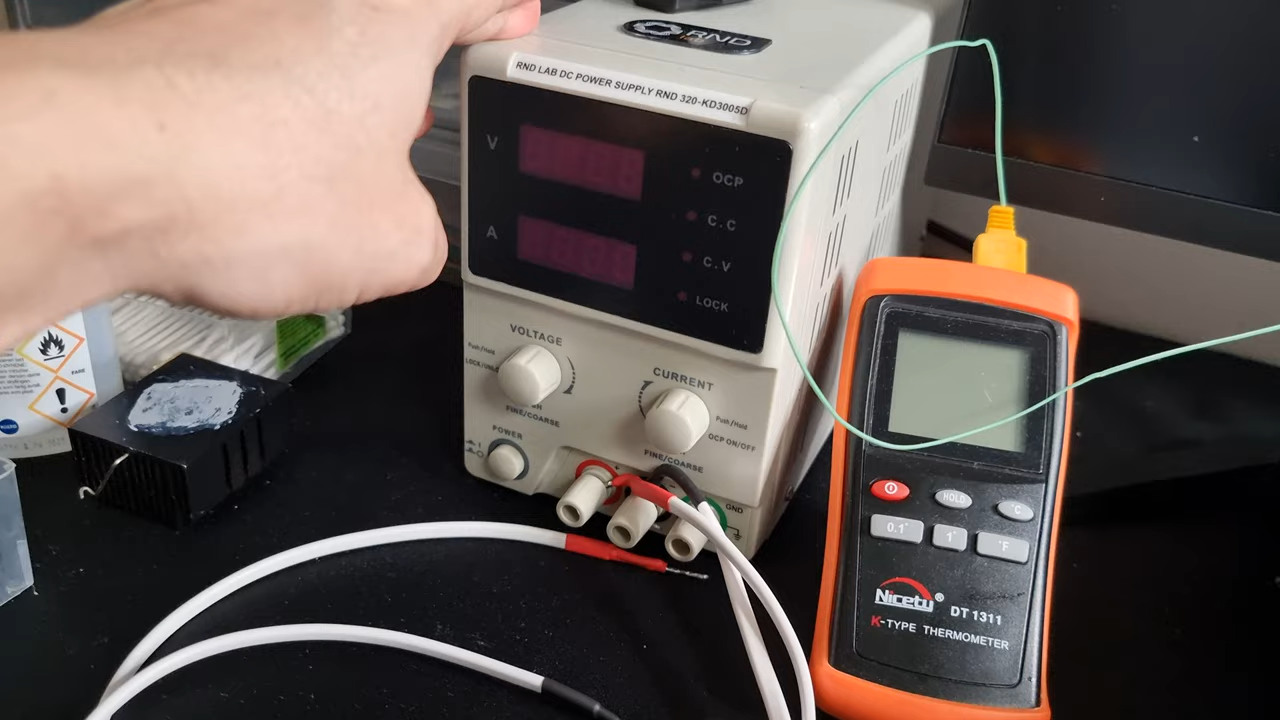 RND
RND LAB DC POWER SUPPLY RND 320-KD3005D
V
OCP
C.C
A
C.V
LOCK
VOLTAGE
Push/Hold
FINE/COARSE
CURRENT
Push/Hold
OCP ON/OFF
FINE/COARSE
POWER
GND
HOLD
°C
0.1°
1°
°F
Nicety®
DT 1311
K-TYPE THERMOMETER